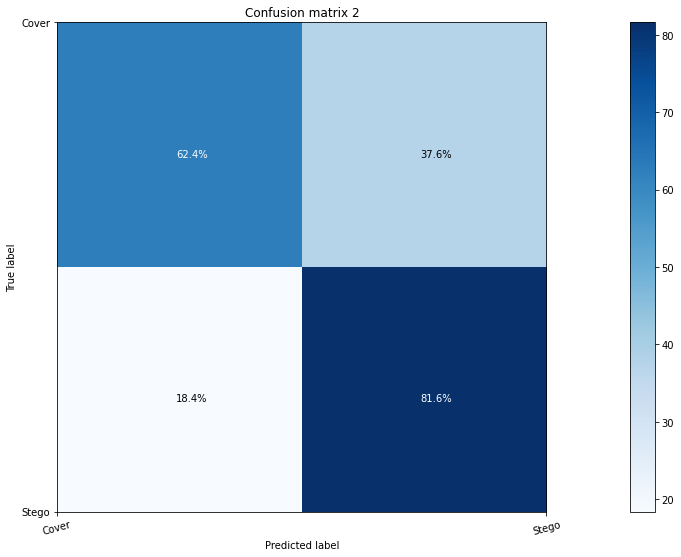 Confusion matrix 2
Cover
80
70
62.4% 37.6%
60
True label
50
40
18.4% 81.6%
30
20
Stego
Cover Stego
Predicted label